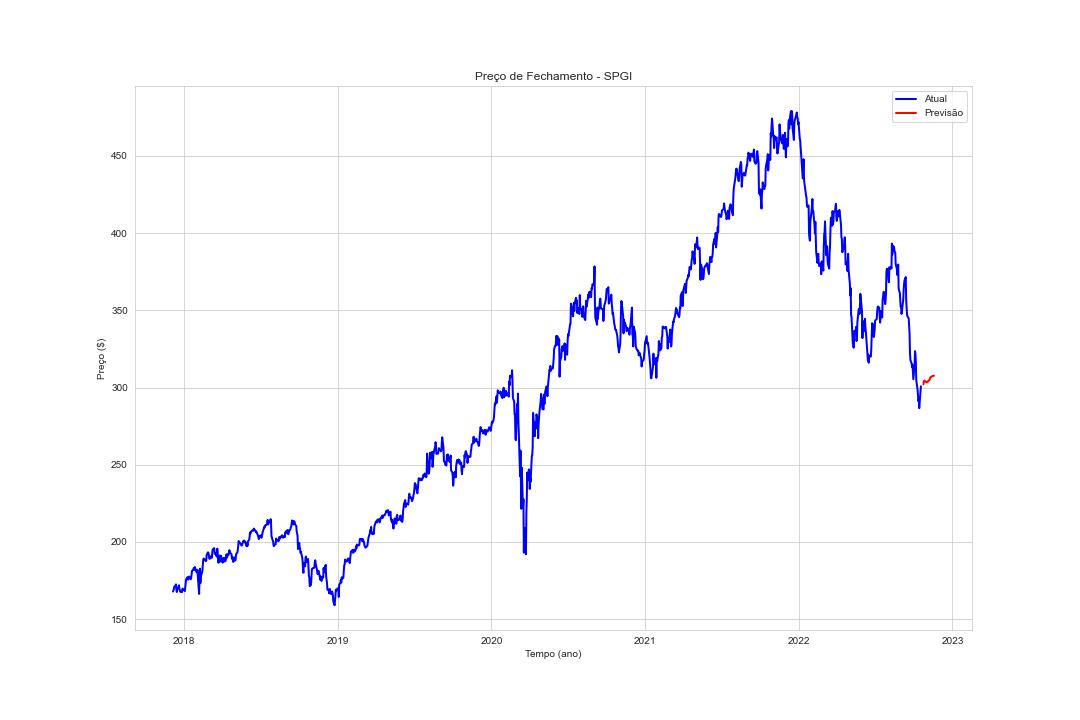 Preço de Fechamento - SPGI
Atual
Previsão
Preço ($)
450
400
350
300
250
200
150
2018 2019 2020 2021 2022 2023
Tempo (ano)